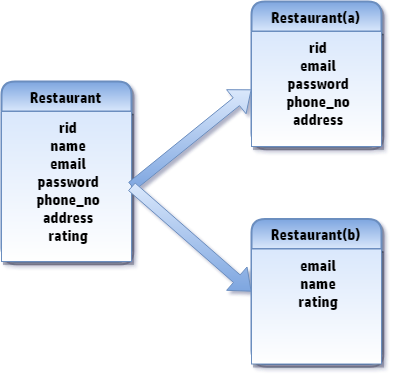 Restaurant
rid
name
email
password
phone_no
address
rating
Restaurant(a)
rid
email
password
phone_no
address
Restaurant(b)
email
name
rating